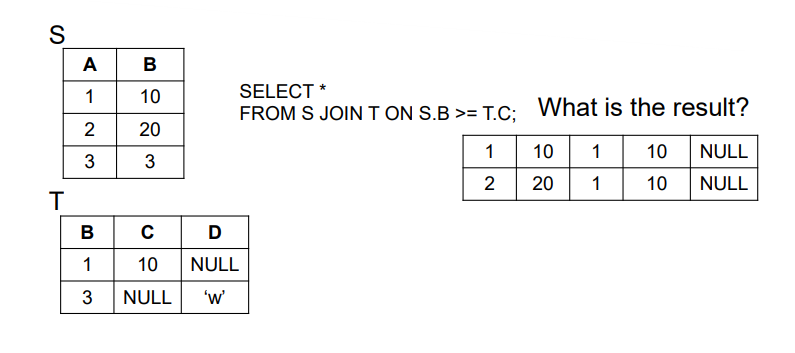 S
A B
1 10
2 20
3 3
SELECT *
FROM S JOIN T ON S.B >= T.C;
What is the result?
1 10 1 10 NULL
2 20 1 10 NULL
T
B C D
1 10 NULL
3 NULL ‘w’